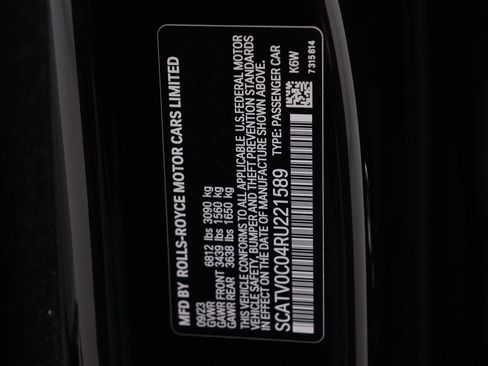 MFD BY ROLLS-ROYCE MOTOR CARS LIMITED
09/23
GVWR 6812 lbs 3090 kg
GAWR FRONT 3439 lbs 1560 kg
GAWR REAR 3638 lbs 1650 kg
THIS VEHICLE CONFORMS TO ALL APPLICABLE U.S.FEDERAL MOTOR
VEHICLE SAFETY, BUMPER AND THEFT PREVENTION STANDARDS
IN EFFECT ON THE DATE OF MANUFACTURE SHOWN ABOVE.
SCATV0C04RU221589 TYPE: PASSENGER CAR
K6W
7315814